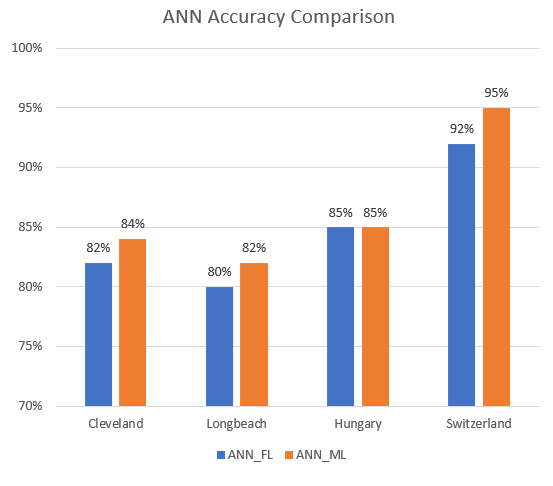 ANN Accuracy Comparison
100%
95%
90%
85%
80%
75%
70%
82%
84%
80%
82%
85%
85%
92%
95%
Cleveland
Longbeach
Hungary
Switzerland
ANN_FL
ANN_ML